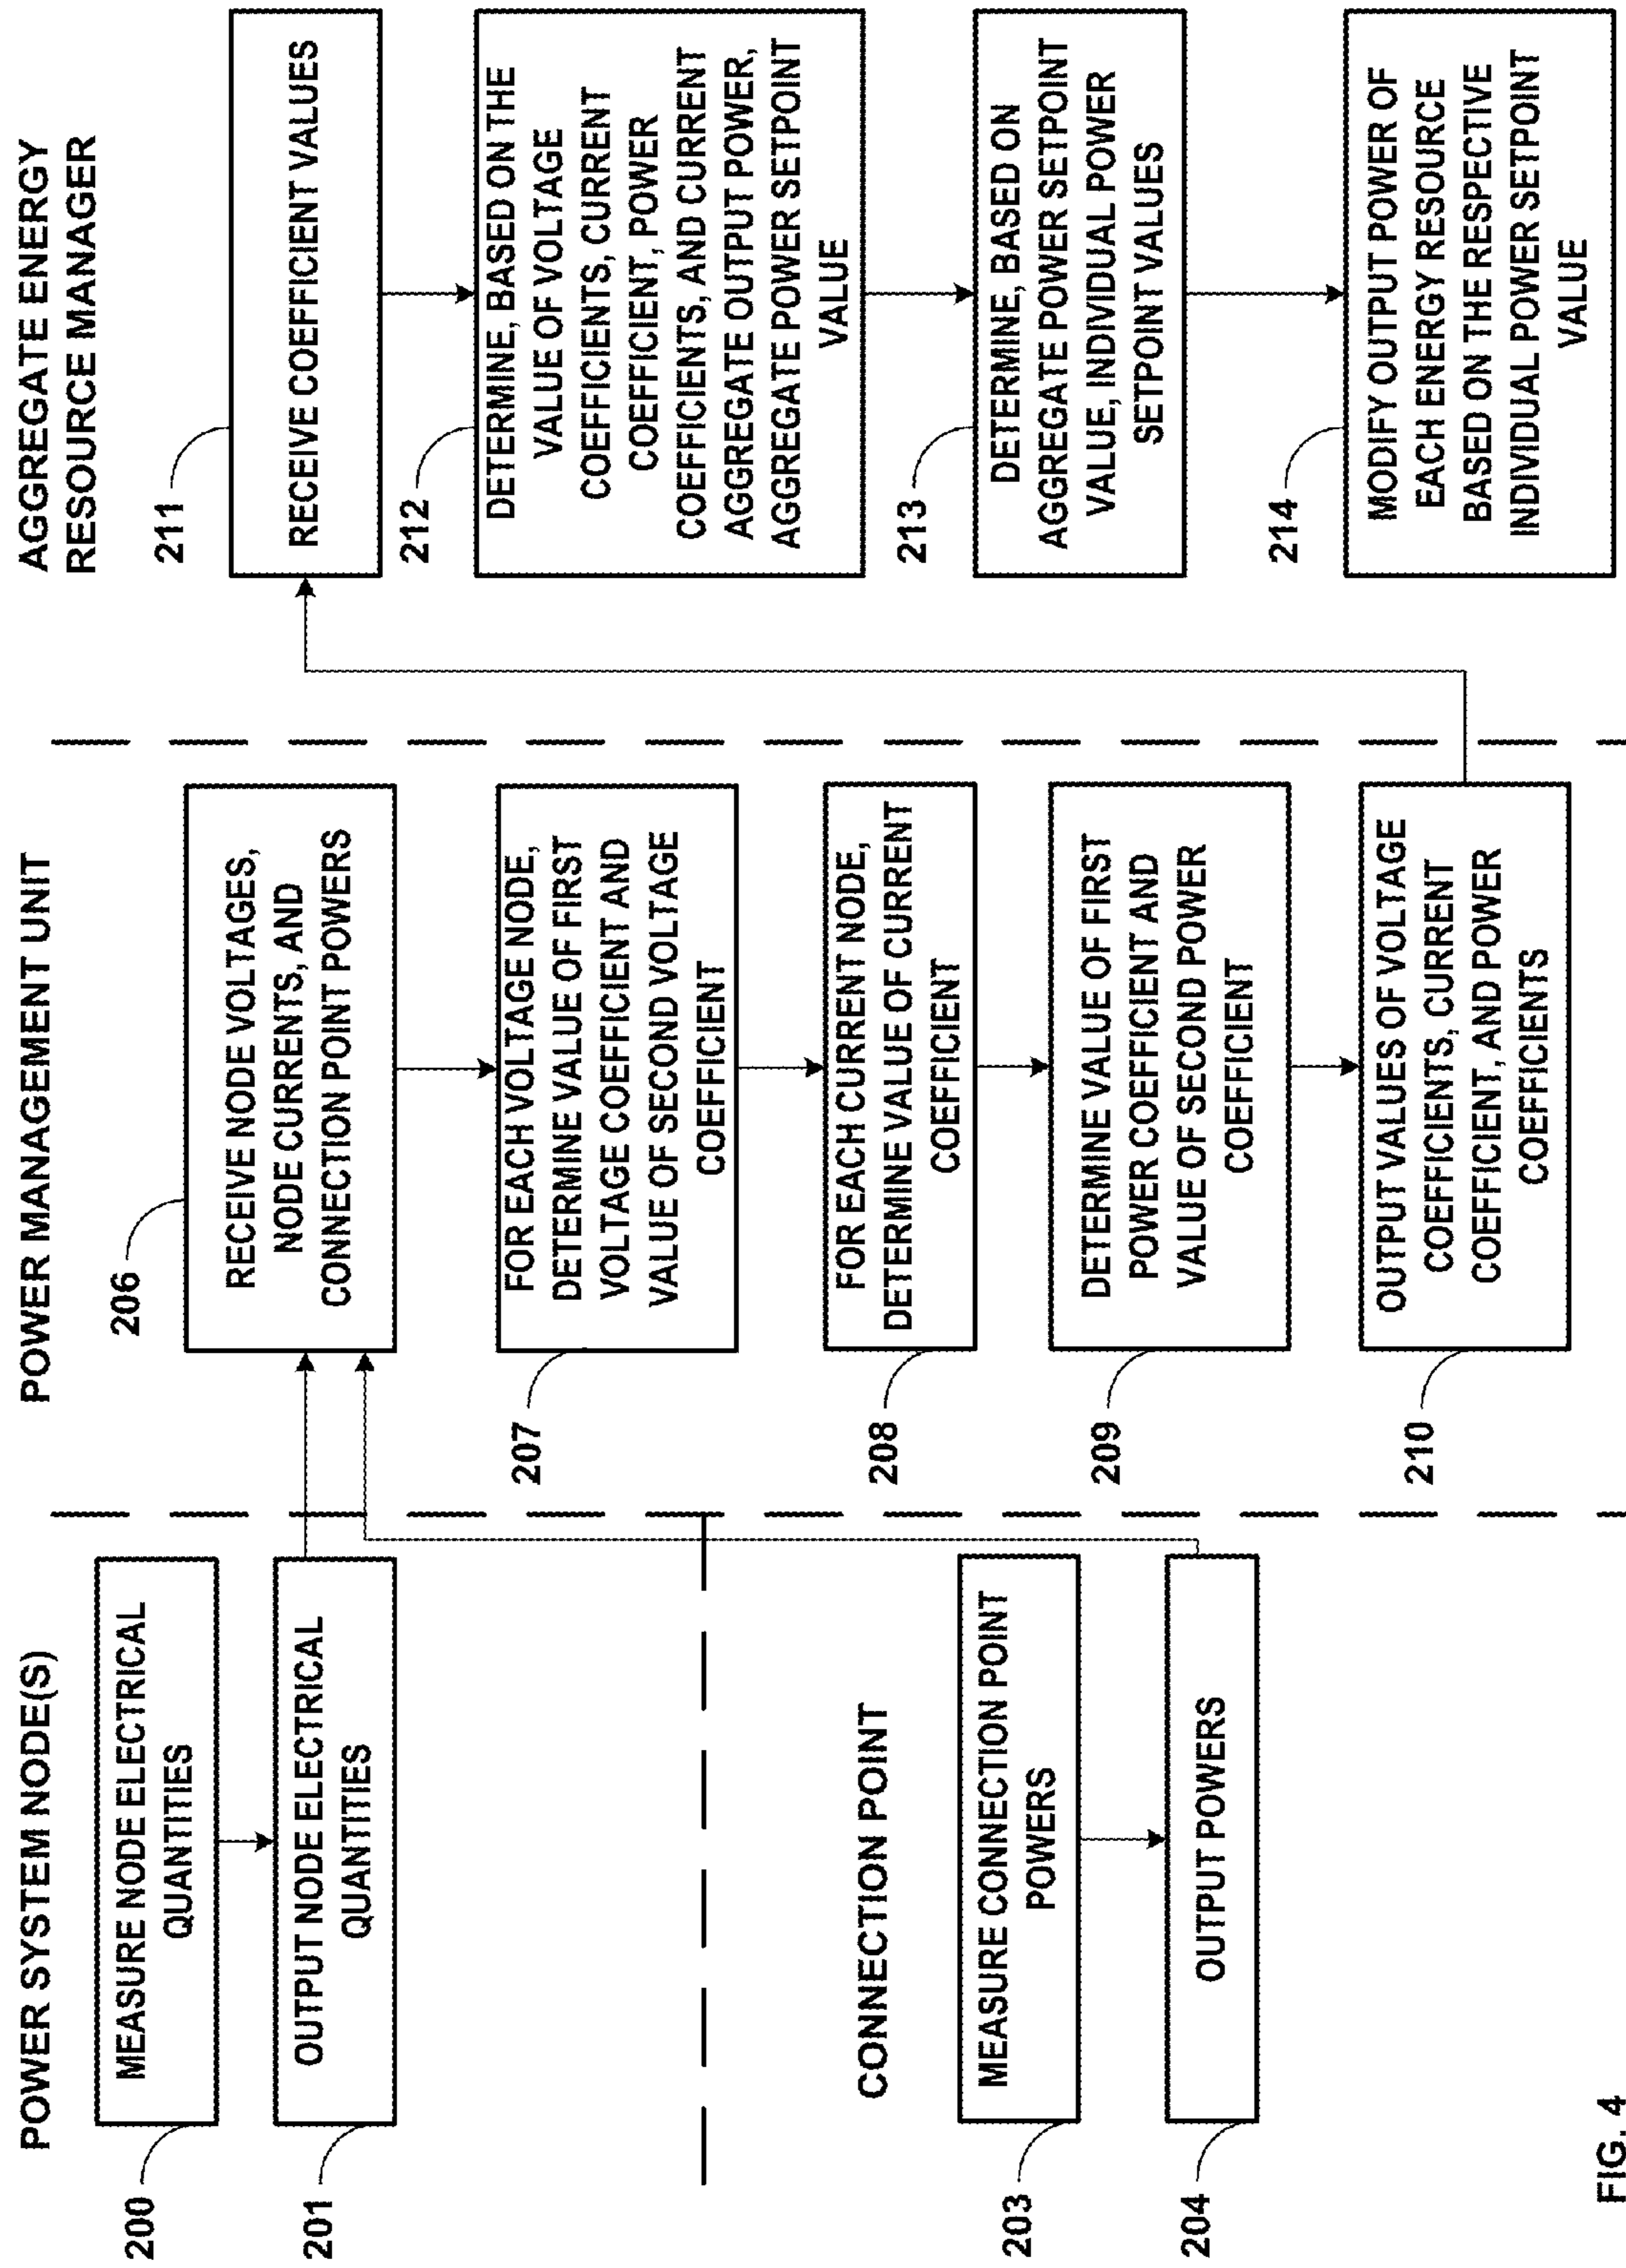 POWER SYSTEM NODE(S)
200
MEASURE NODE ELECTRICAL
QUANTITIES
201
OUTPUT NODE ELECTRICAL
QUANTITIES
CONNECTION POINT
203
MEASURE CONNECTION POINT
POWERS
204
OUTPUT POWERS
POWER MANAGEMENT UNIT
206
RECEIVE NODE VOLTAGES,
NODE CURRENTS, AND
CONNECTION POINT POWERS
207
FOR EACH VOLTAGE NODE,
DETERMINE VALUE OF FIRST
VOLTAGE COEFFICIENT AND
VALUE OF SECOND VOLTAGE
COEFFICIENT
208
FOR EACH CURRENT NODE,
DETERMINE VALUE OF CURRENT
COEFFICIENT
209
DETERMINE VALUE OF FIRST
POWER COEFFICIENT AND
VALUE OF SECOND POWER
COEFFICIENT
210
OUTPUT VALUES OF VOLTAGE
COEFFICIENTS, CURRENT
COEFFICIENT, AND POWER
COEFFICIENTS
AGGREGATE ENERGY
RESOURCE MANAGER
211
RECEIVE COEFFICIENT VALUES
212
DETERMINE, BASED ON THE
VALUE OF VOLTAGE
COEFFICIENTS, CURRENT
COEFFICIENT, POWER
COEFFICIENTS, AND CURRENT
AGGREGATE OUTPUT POWER,
AGGREGATE POWER SETPOINT
VALUE
213
DETERMINE, BASED ON
AGGREGATE POWER SETPOINT
VALUE, INDIVIDUAL POWER
SETPOINT VALUES
214
MODIFY OUTPUT POWER OF
EACH ENERGY RESOURCE
BASED ON THE RESPECTIVE
INDIVIDUAL POWER SETPOINT
VALUE
FIG. 4